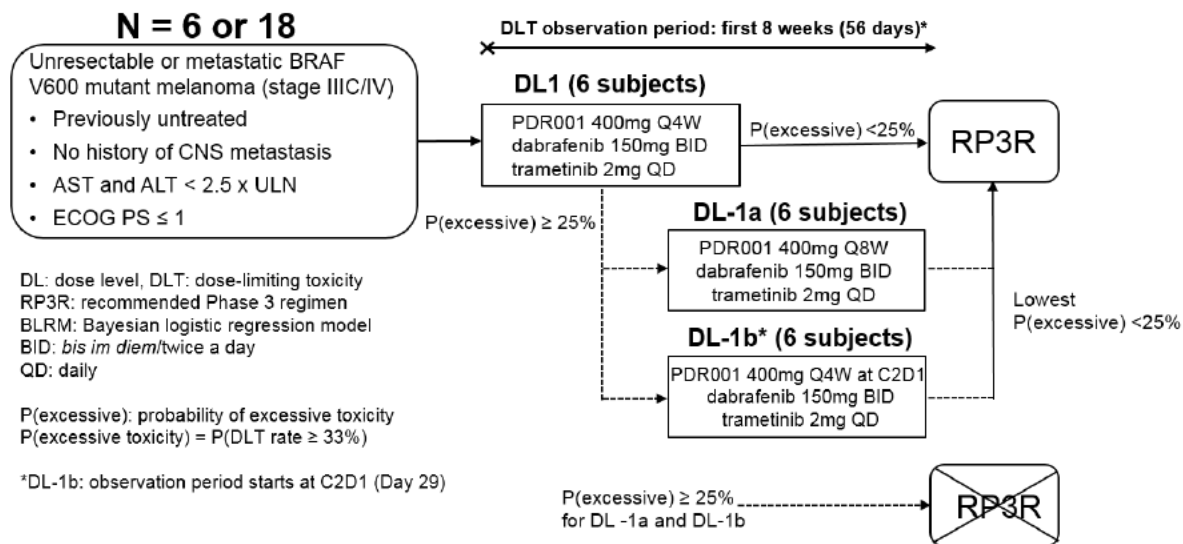 N = 6 or 18
Unresectable or metastatic BRAF
V600 mutant melanoma (stage IIIC/IV)
• Previously untreated
• No history of CNS metastasis
• AST and ALT < 2.5 x ULN
• ECOG PS ≤ 1
DLT observation period: first 8 weeks (56 days)*
DL1 (6 subjects)
PDR001 400mg Q4W
dabrafenib 150mg BID
trametinib 2mg QD
P(excessive) <25%
RP3R
P(excessive) ≥ 25%
DL-1a (6 subjects)
PDR001 400mg Q8W
dabrafenib 150mg BID
trametinib 2mg QD
DL-1b* (6 subjects)
PDR001 400mg Q4W at C2D1
dabrafenib 150mg BID
trametinib 2mg QD
Lowest
P(excessive) <25%
DL: dose level, DLT: dose-limiting toxicity
RP3R: recommended Phase 3 regimen
BLRM: Bayesian logistic regression model
BID: bis im diem/twice a day
QD: daily
P(excessive): probability of excessive toxicity
P(excessive toxicity) = P(DLT rate ≥ 33%)
*DL-1b: observation period starts at C2D1 (Day 29)
P(excessive) ≥ 25%
for DL -1a and DL-1b
RP3R